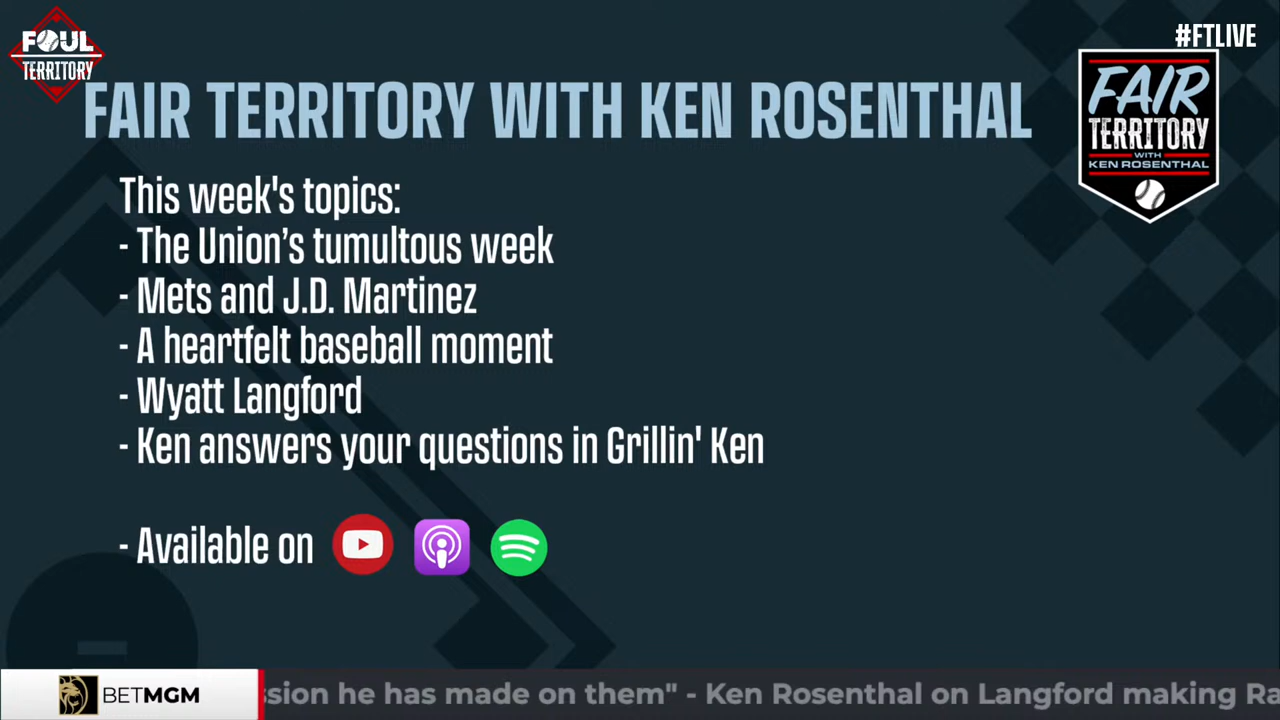 FOUL
TERRITORY
#FTLIVE
FAIR TERRITORY WITH KEN ROSENTHAL
FAIR
TERRITORY
WITH
KEN ROSENTHAL
This week's topics:
- The Union’s tumultous week
- Mets and J.D. Martinez
- A heartfelt baseball moment
- Wyatt Langford
- Ken answers your questions in Grillin' Ken
- Available on
BETMGM
ssion he has made on them" - Ken Rosenthal on Langford making Ra